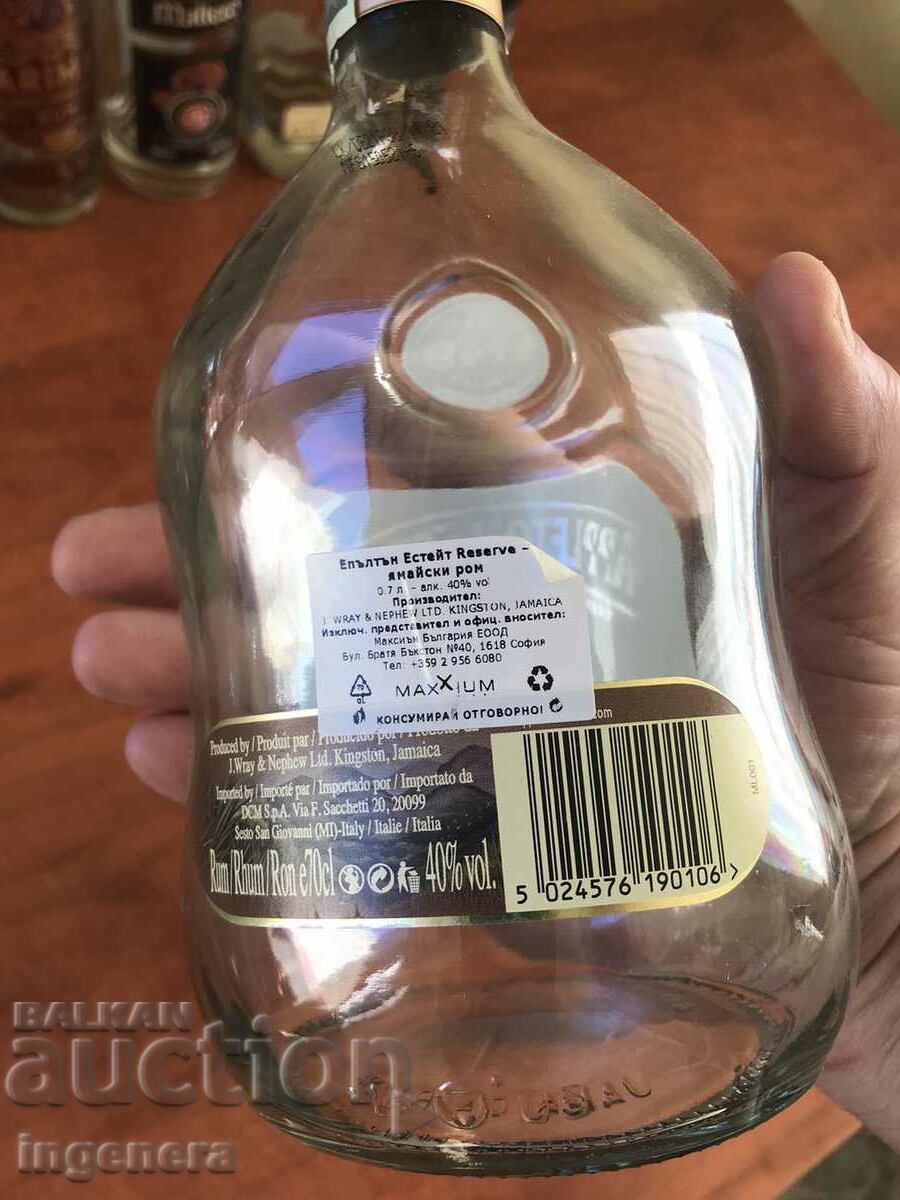 Епълтън Естейт Reserve –
ямайски ром
0.7 л. – алк. 40% vol
Производител:
J. WRAY & NEPHEW LTD. KINGSTON, JAMAICA
Изключ. представител и офиц. вносител:
Максиъм България ЕООД
Бул. Братя Бъкстон №40, 1618 София
Тел: +359 2 956 6080
MAXXIUM
КОНСУМИРАЙ ОТГОВОРНО!
.com
Produced by / Produit par / Producido por /
J.Wray & Nephew Ltd. Kingston, Jamaica
Imported by / Importé par / Importado por / Importato da
DCM S.p.A. Via F. Sacchetti 20, 20099
Sesto San Giovanni (MI)-Italy / Italie / Italia
Rum/Rhum/Ron e70cl 40% vol.
ML001
5 024576 190106 >
BALKAN
auction
ingenera